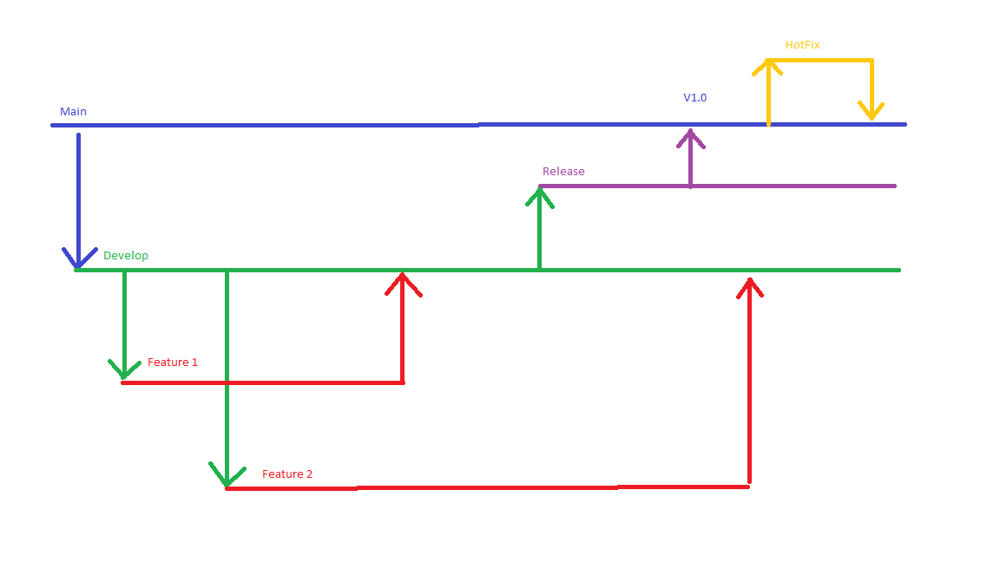 HotFix
V1.0
Main
Release
Develop
Feature 1
Feature 2